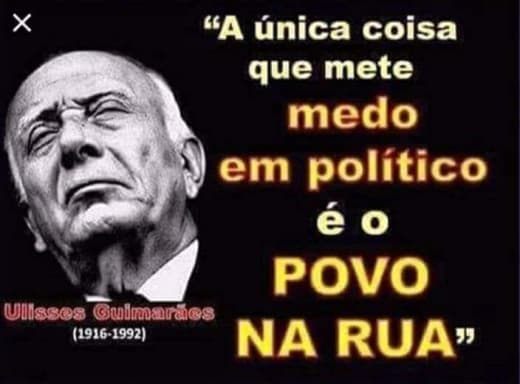 “A única coisa
que mete
medo
em político
é o
POVO
NA RUA”
Ulisses Guimarães
(1916-1992)